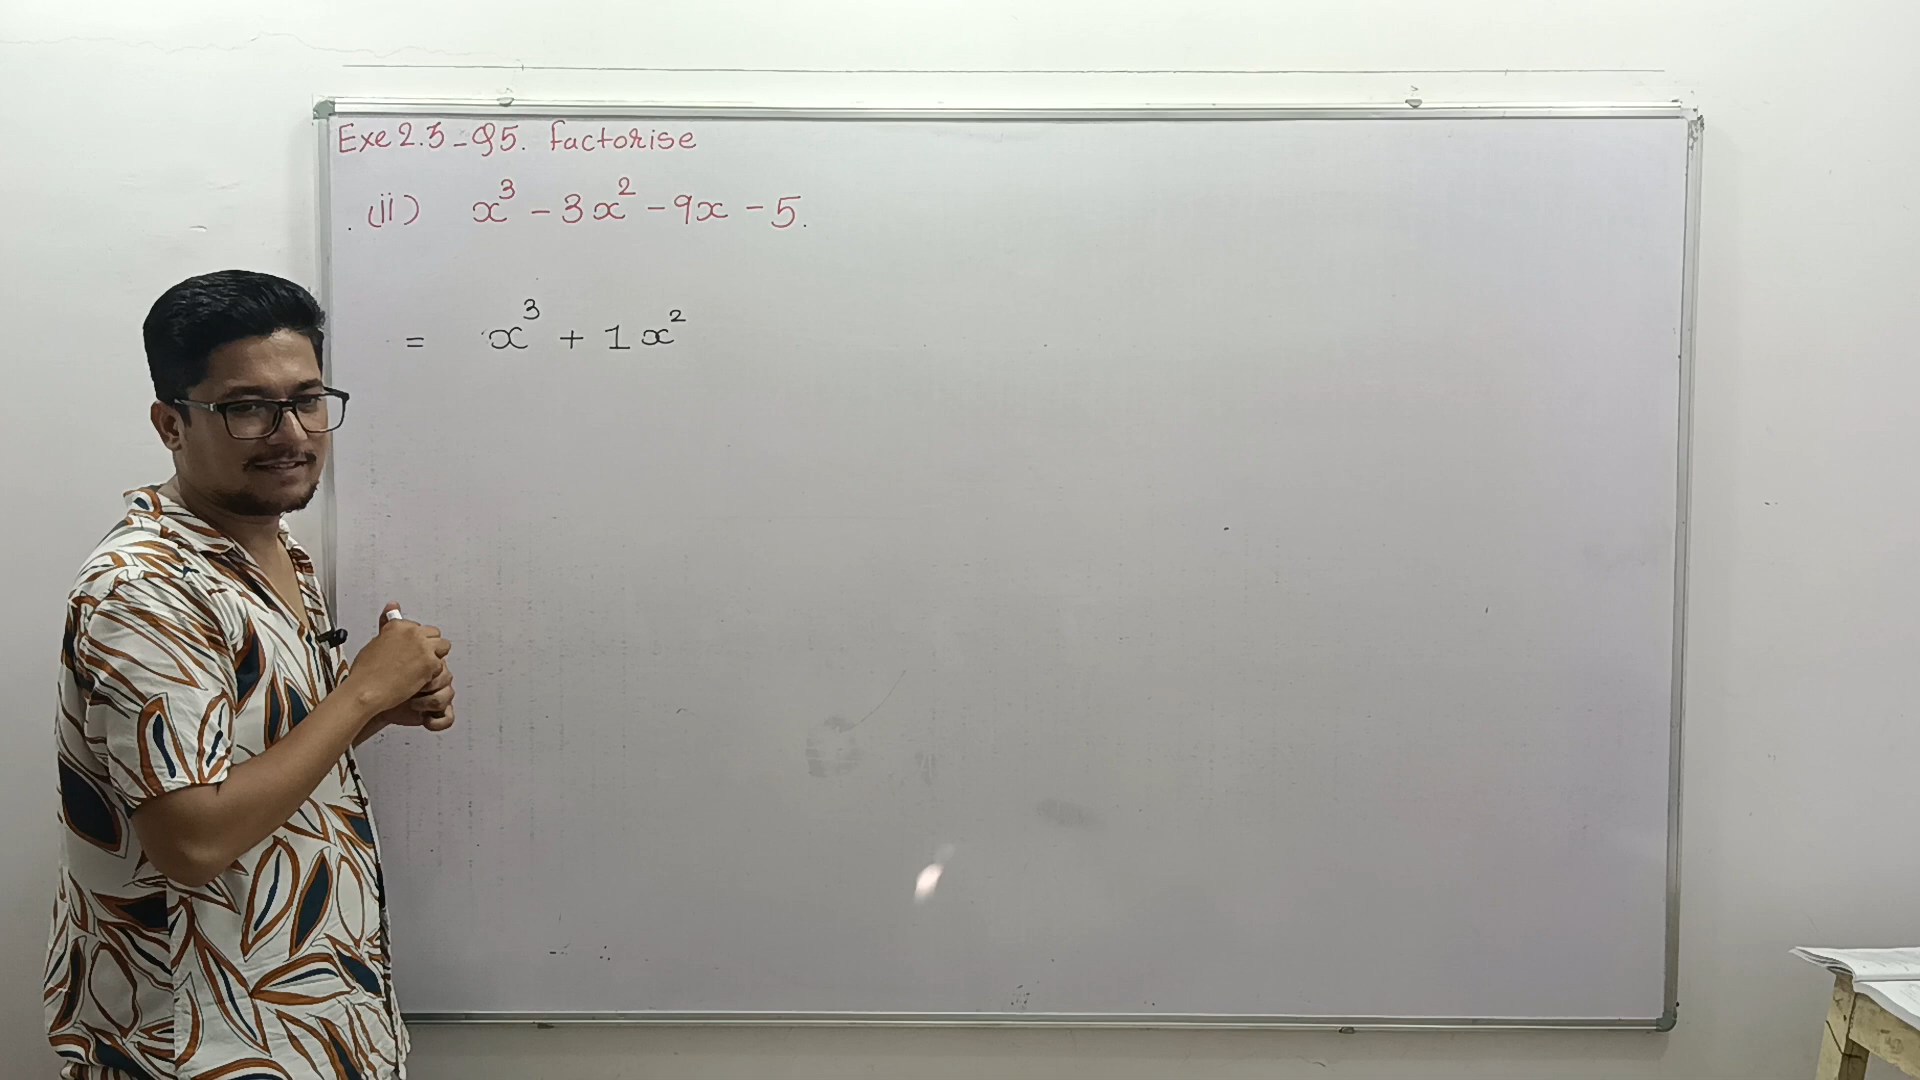 Exe 2.3 - Q5. factorise
(ii) x³ - 3x² - 9x - 5.
= x³ + 1x²